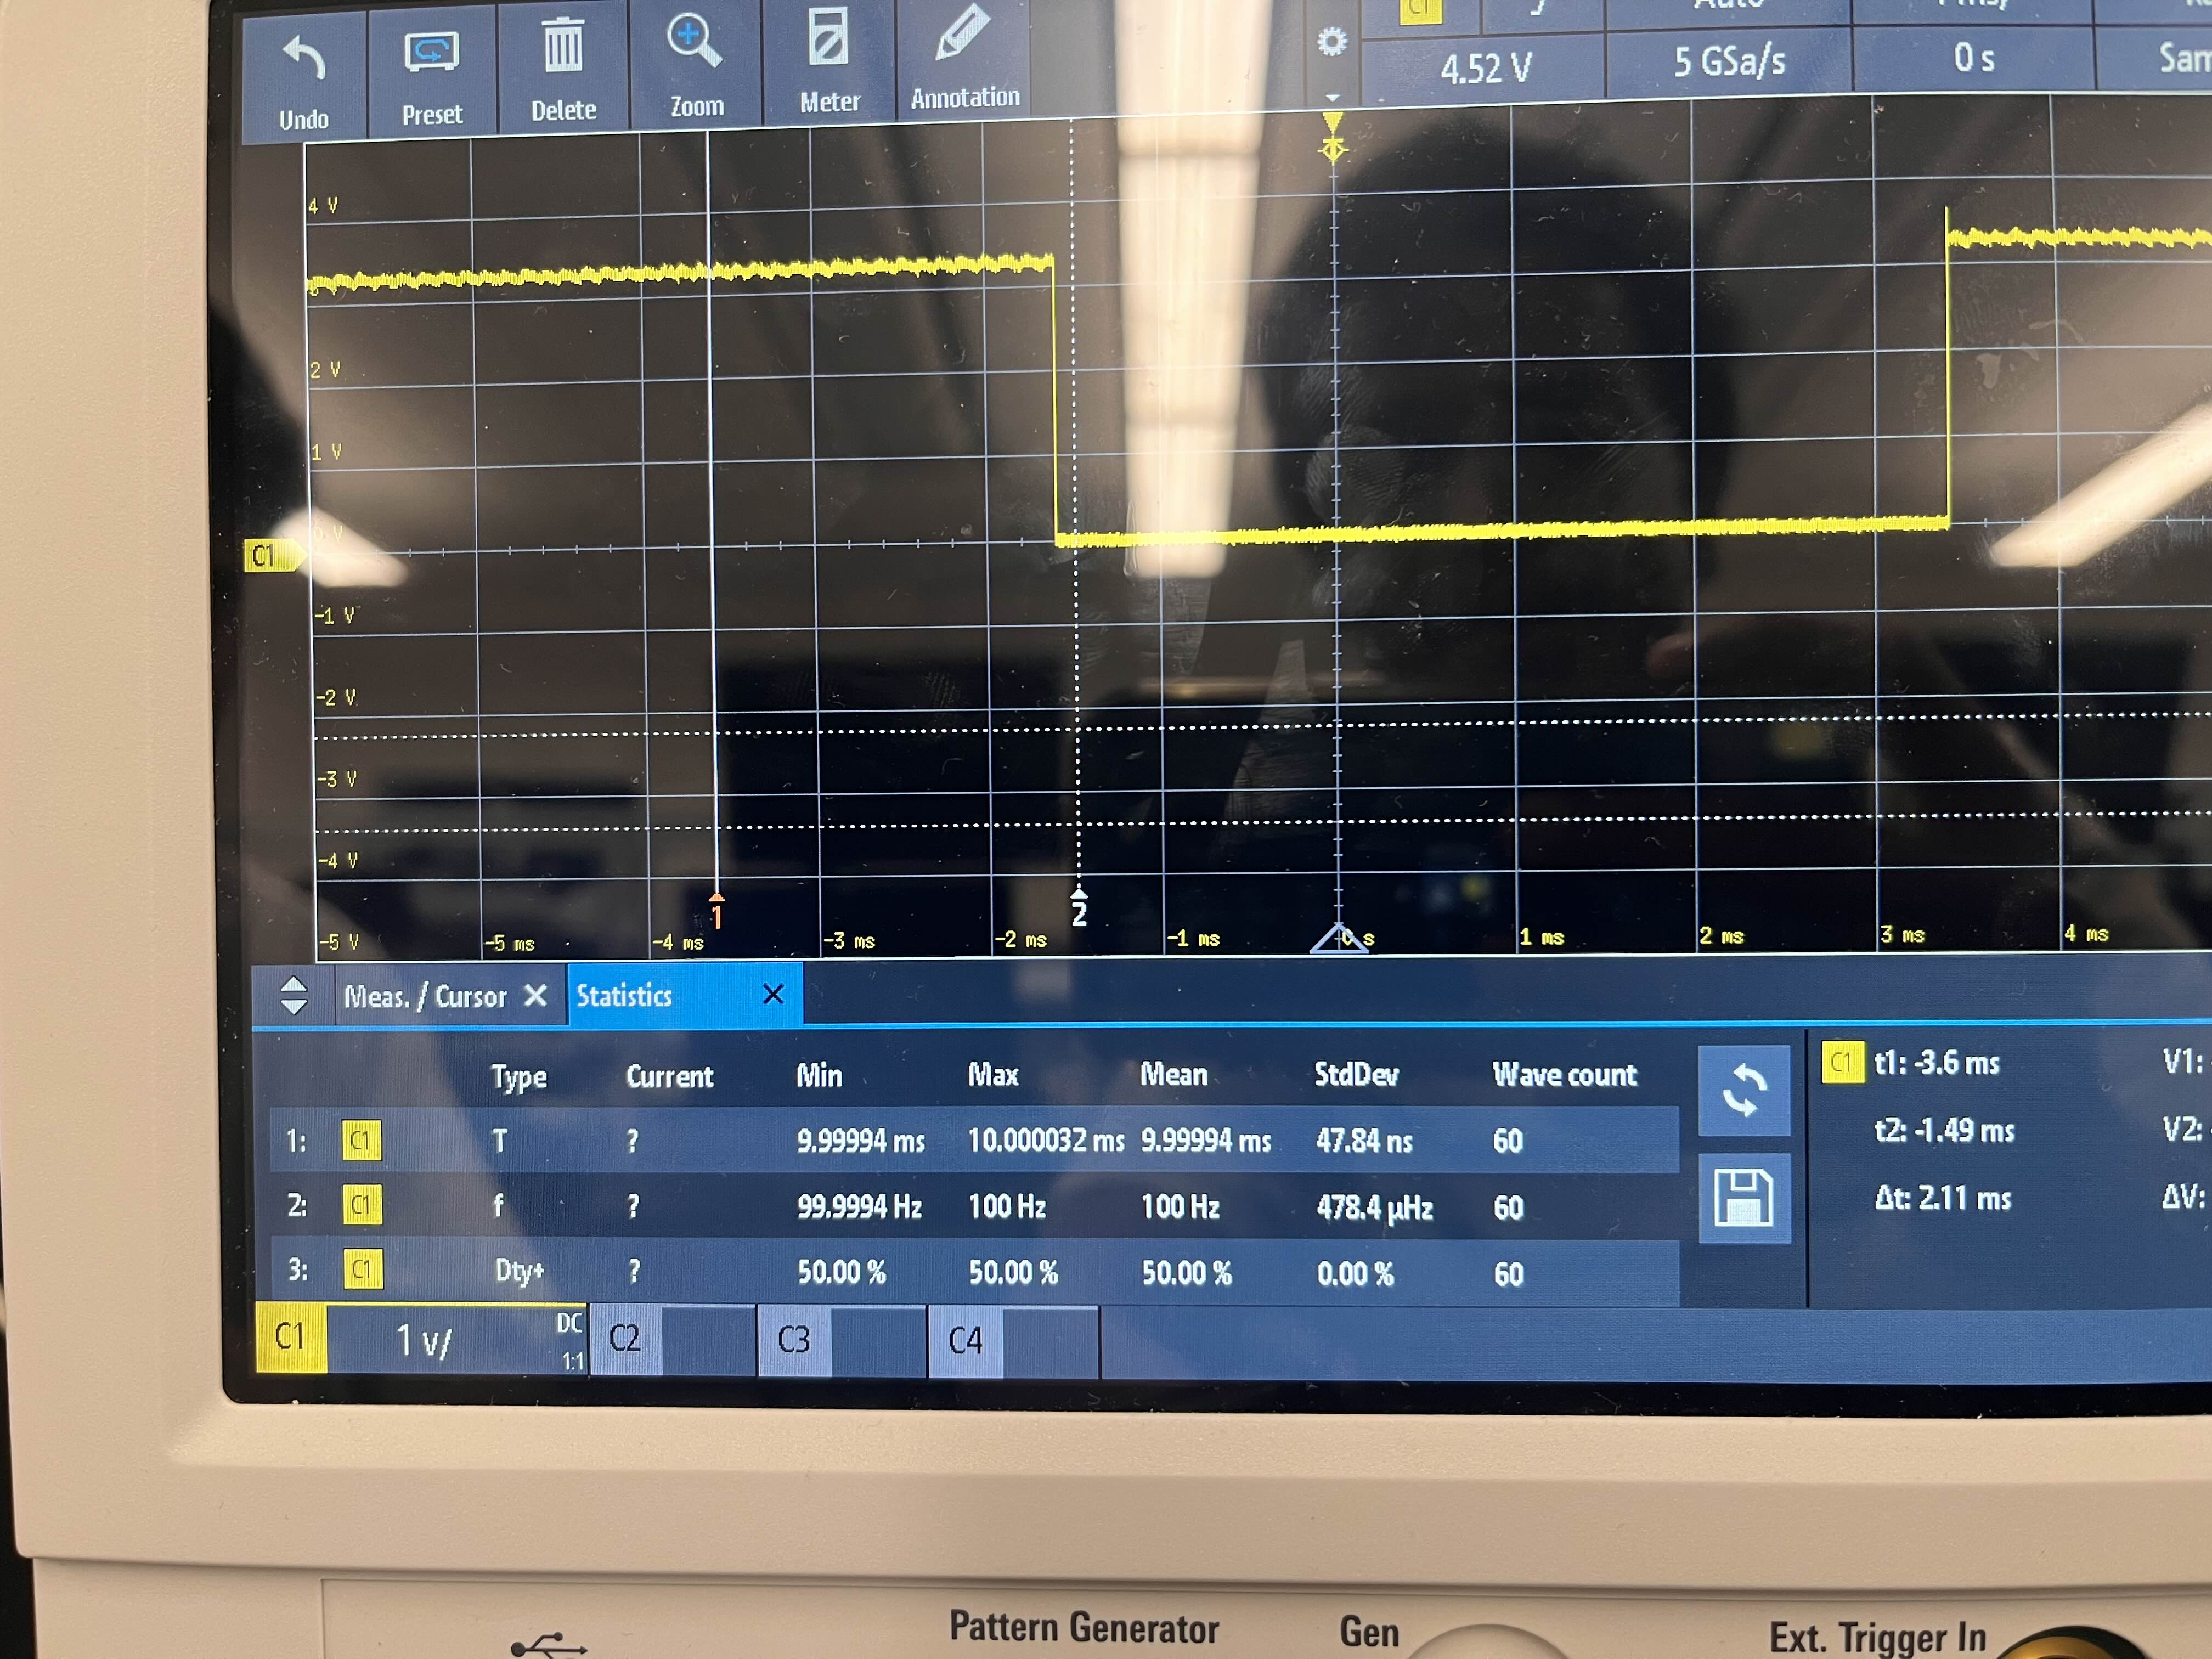 C1 Auto
Undo Preset Delete Zoom Meter Annotation 4.52 V 5 GSa/s 0 s
4 V
2 V
1 V
0 V
C1
-1 V
-2 V
-3 V
-4 V
1 2
-5 V -5 ms -4 ms -3 ms -2 ms -1 ms 0 s 1 ms 2 ms 3 ms 4 ms
Meas. / Cursor Statistics
Type Current Min Max Mean StdDev Wave count
1: C1 T ? 9.99994 ms 10.000032 ms 9.99994 ms 47.84 ns 60
2: C1 f ? 99.9994 Hz 100 Hz 100 Hz 478.4 µHz 60
3: C1 Dty+ ? 50.00 % 50.00 % 50.00 % 0.00 % 60
C1 t1: -3.6 ms V1:
t2: -1.49 ms V2:
Δt: 2.11 ms ΔV:
C1 1 V/ DC 1:1 C2 C3 C4
Pattern Generator Gen Ext. Trigger In